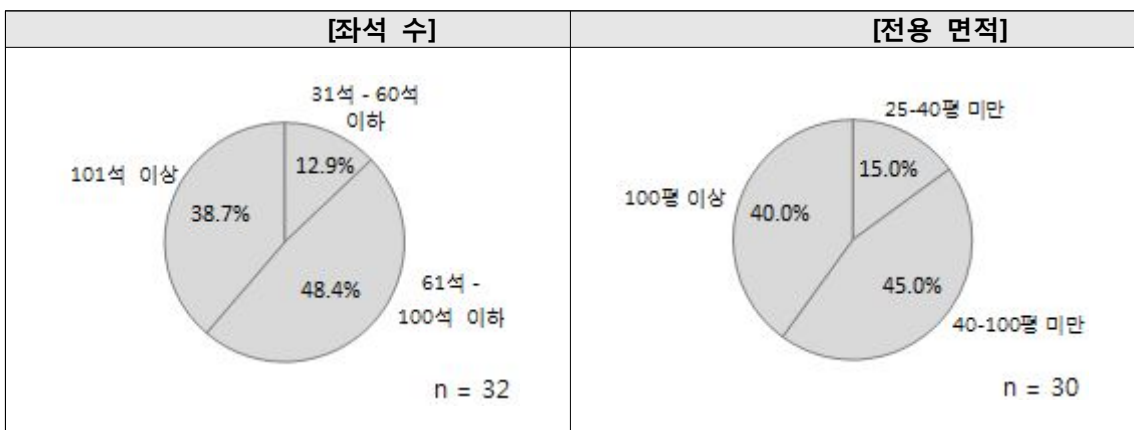 [좌석 수]
31석 - 60석
이하
12.9%
101석 이상
38.7%
48.4%
61석 -
100석 이하
n = 32
[전용 면적]
25-40평 미만
15.0%
100평 이상
40.0%
45.0%
40-100평 미만
n = 30